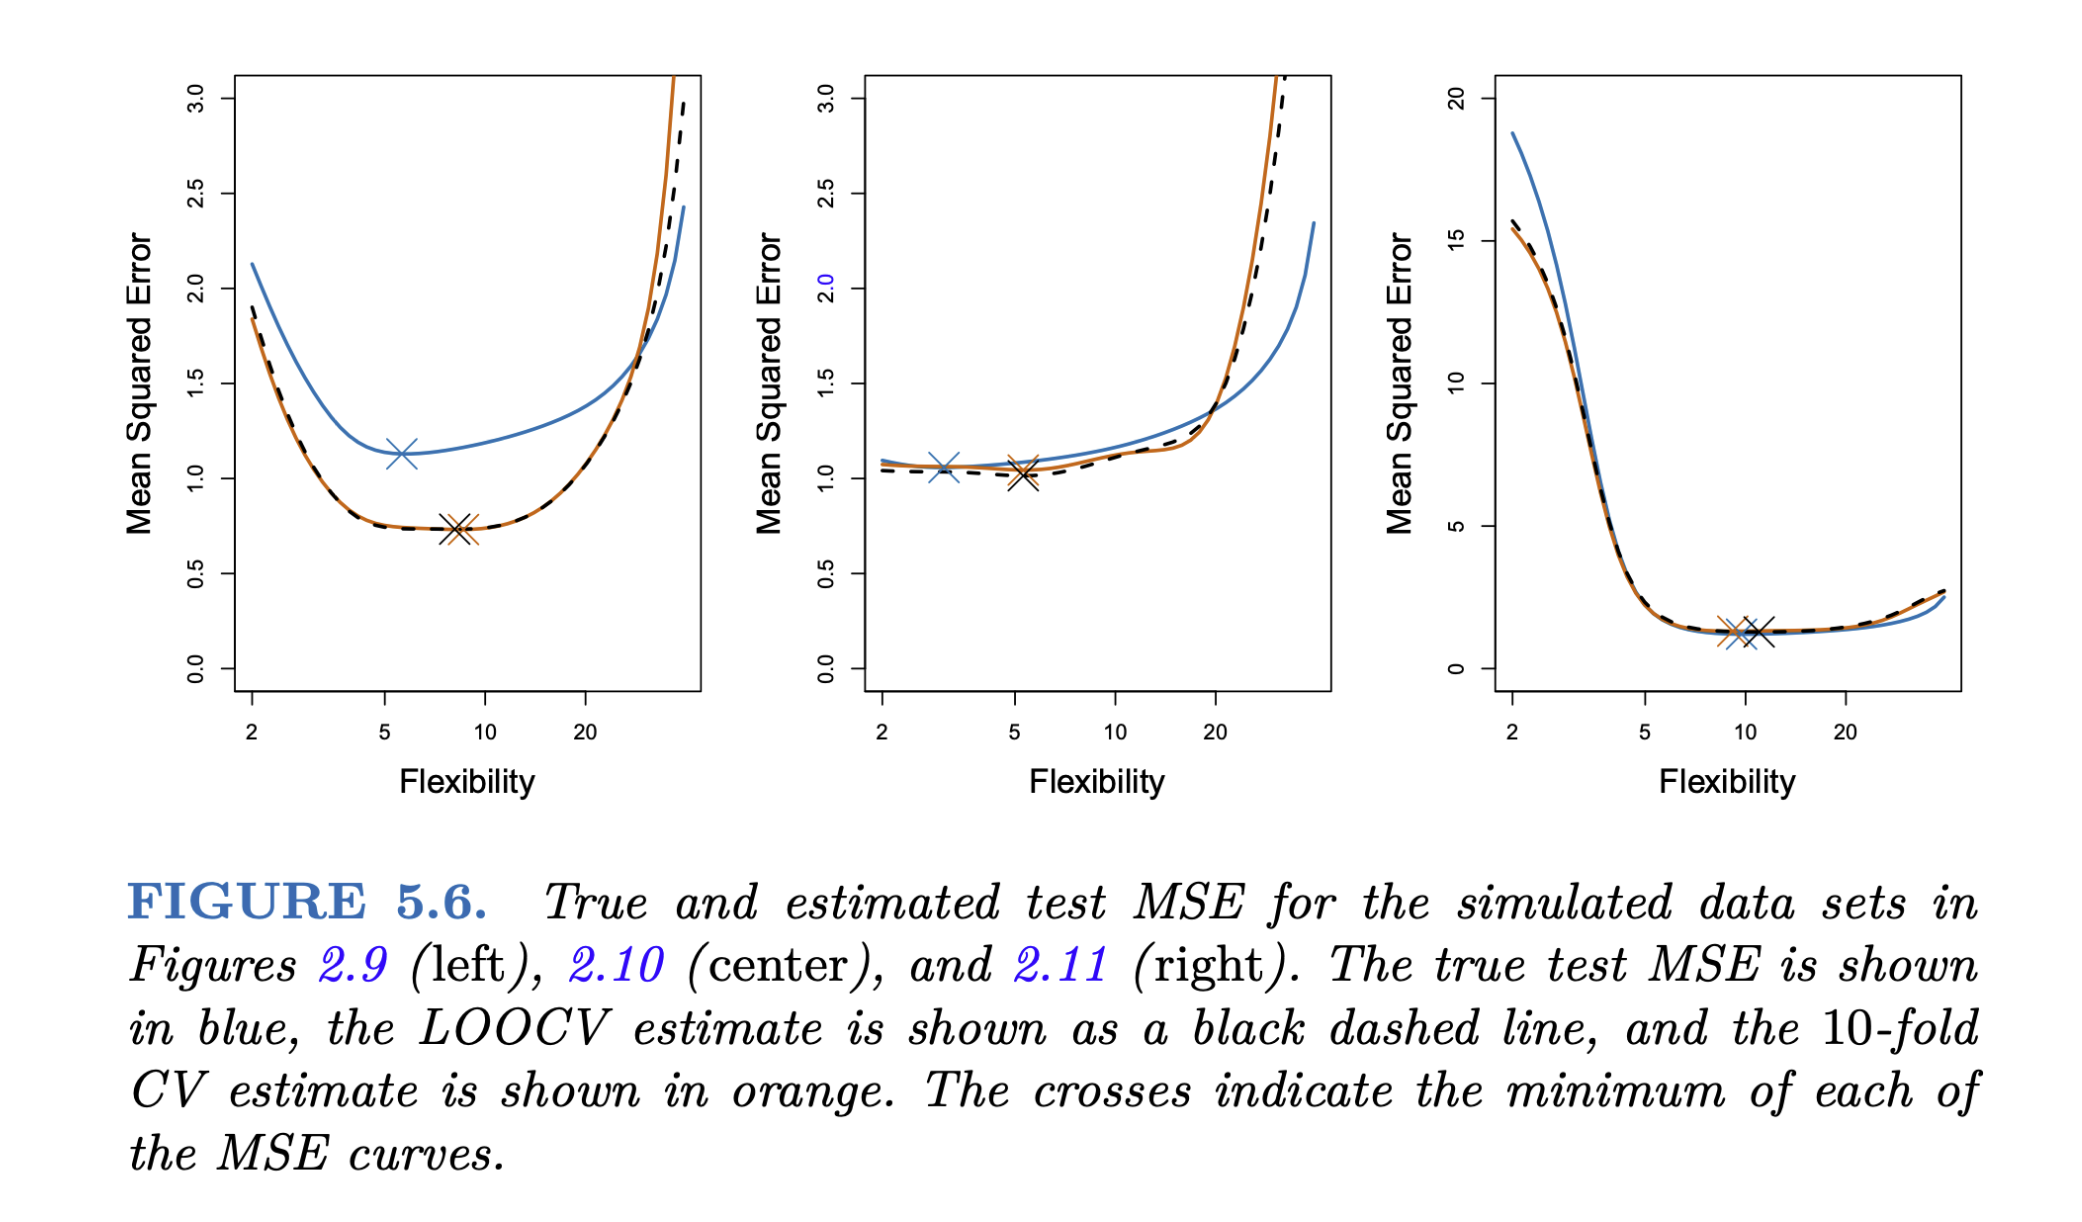 Mean Squared Error
0.0 0.5 1.0 1.5 2.0 2.5 3.0
2 5 10 20
Flexibility
Mean Squared Error
0.0 0.5 1.0 1.5 2.0 2.5 3.0
2 5 10 20
Flexibility
Mean Squared Error
0 5 10 15 20
2 5 10 20
Flexibility
FIGURE 5.6. True and estimated test MSE for the simulated data sets in
Figures 2.9 (left), 2.10 (center), and 2.11 (right). The true test MSE is shown
in blue, the LOOCV estimate is shown as a black dashed line, and the 10-fold
CV estimate is shown in orange. The crosses indicate the minimum of each of
the MSE curves.